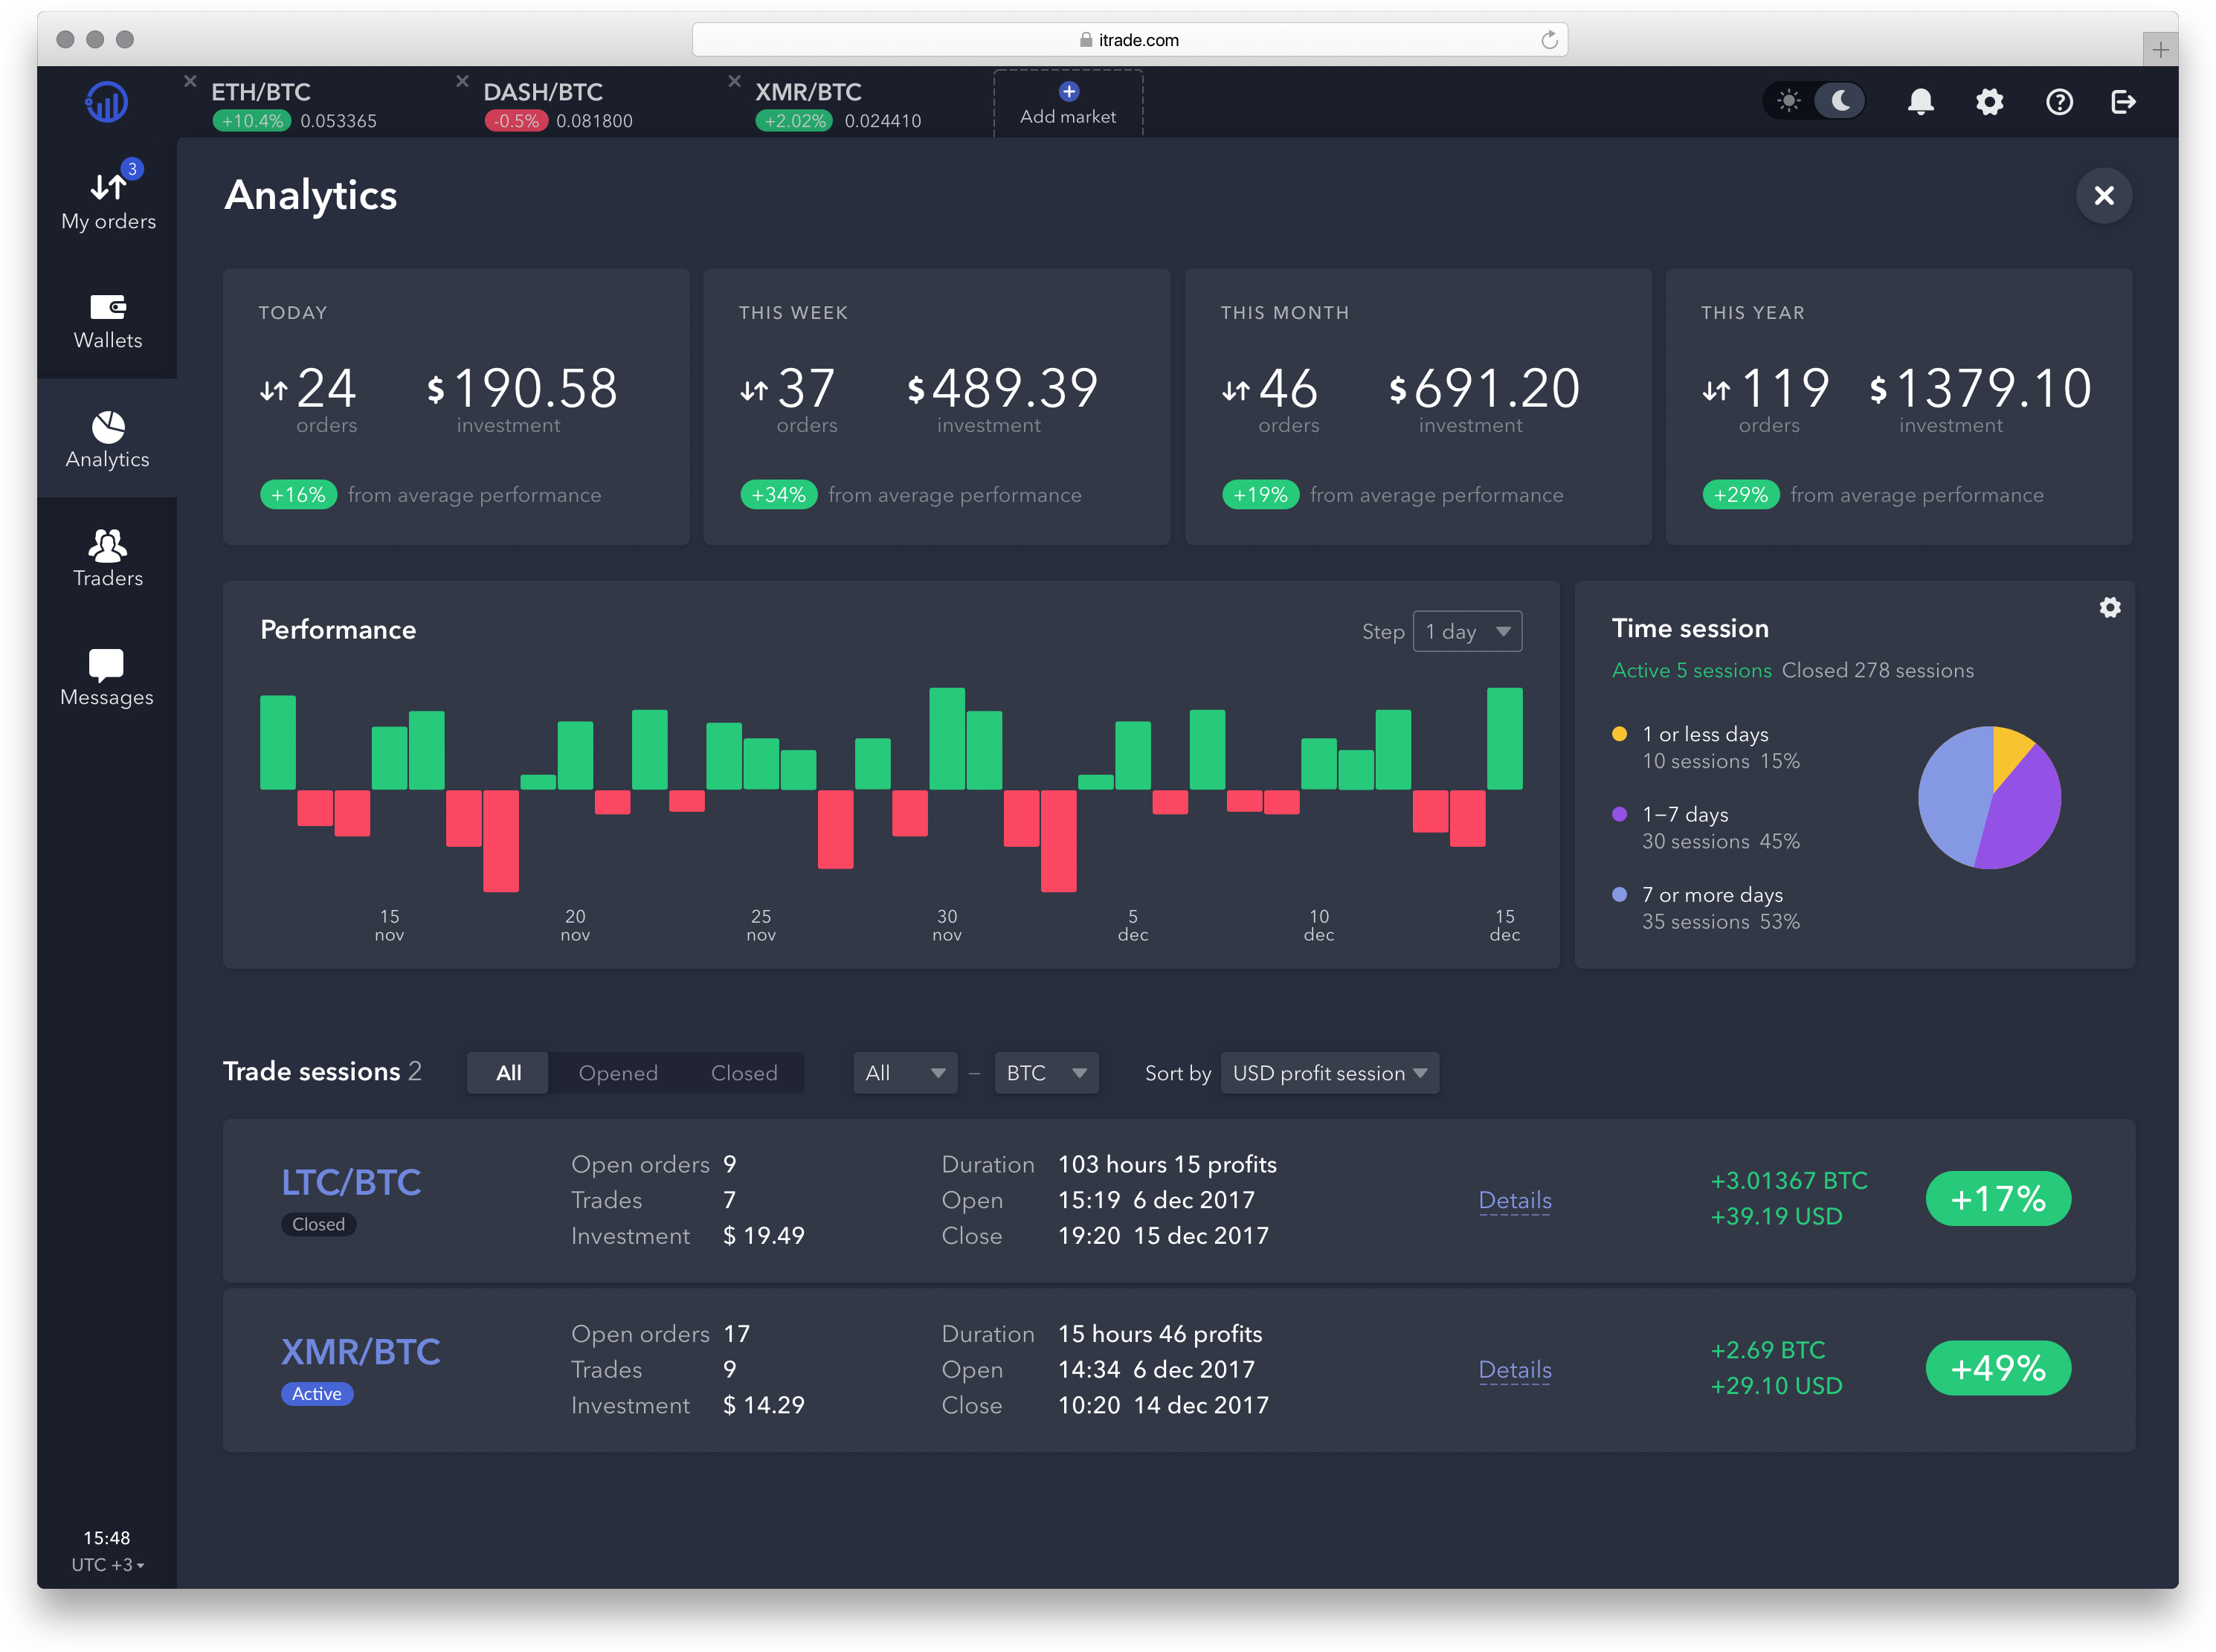 itrade.com
ETH/BTC
+10.4% 0.053365
DASH/BTC
-0.5% 0.081800
XMR/BTC
+2.02% 0.024410
Add market
3
My orders
Wallets
Analytics
Traders
Messages
15:48
UTC +3
Analytics
TODAY
24 $190.58
orders investment
+16% from average performance
THIS WEEK
37 $489.39
orders investment
+34% from average performance
THIS MONTH
46 $691.20
orders investment
+19% from average performance
THIS YEAR
119 $1379.10
orders investment
+29% from average performance
Performance
Step 1 day
15 20 25 30 5 10 15
nov nov nov nov dec dec dec
Time session
Active 5 sessions Closed 278 sessions
1 or less days
10 sessions 15%
1–7 days
30 sessions 45%
7 or more days
35 sessions 53%
Trade sessions 2
All Opened Closed
All – BTC
Sort by USD profit session
LTC/BTC
Closed
Open orders 9
Trades 7
Investment $ 19.49
Duration 103 hours 15 profits
Open 15:19 6 dec 2017
Close 19:20 15 dec 2017
Details
+3.01367 BTC
+39.19 USD
+17%
XMR/BTC
Active
Open orders 17
Trades 9
Investment $ 14.29
Duration 15 hours 46 profits
Open 14:34 6 dec 2017
Close 10:20 14 dec 2017
Details
+2.69 BTC
+29.10 USD
+49%